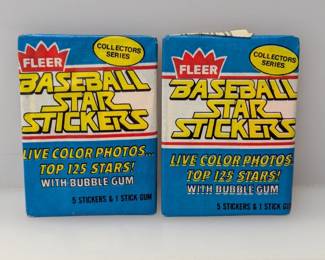 FLEER
COLLECTORS
SERIES
BASEBALL
STAR
STICKERS
LIVE COLOR PHOTOS...
TOP 125 STARS!
WITH BUBBLE GUM
5 STICKERS & 1 STICK GUM
FLEER
COLLECTORS
SERIES
BASEBALL
STAR
STICKERS
LIVE COLOR PHOTOS...
TOP 125 STARS!
WITH BUBBLE GUM
5 STICKERS & 1 STICK GUM